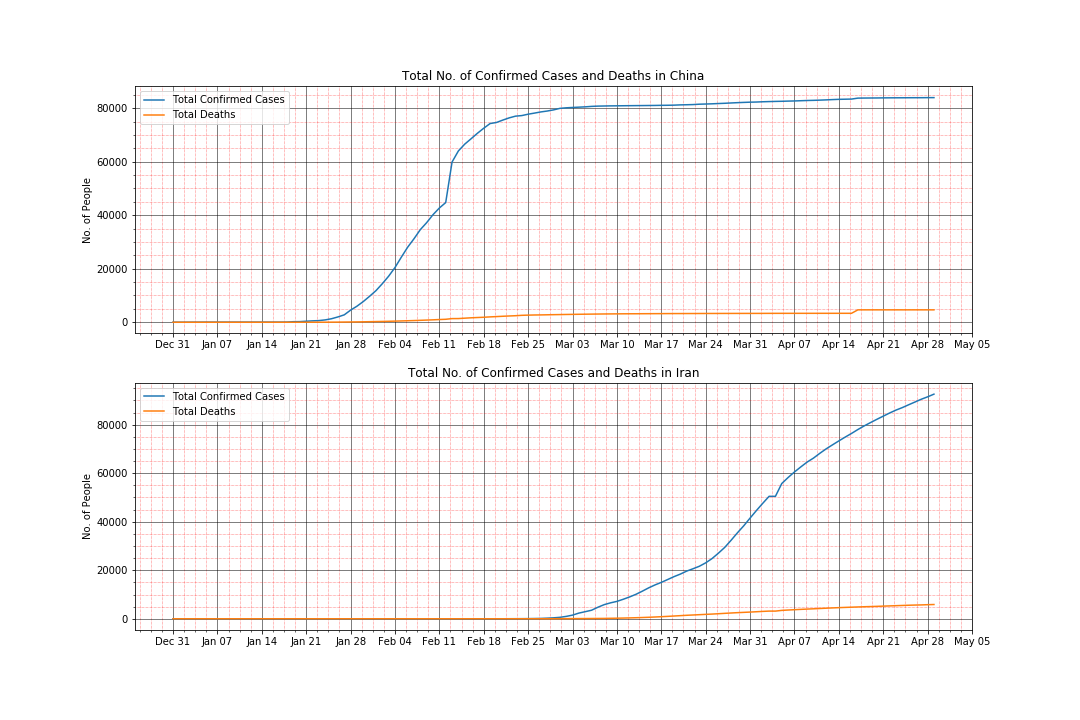 Total No. of Confirmed Cases and Deaths in China
Total Confirmed Cases
Total Deaths
No. of People
80000
60000
40000
20000
0
Dec 31 Jan 07 Jan 14 Jan 21 Jan 28 Feb 04 Feb 11 Feb 18 Feb 25 Mar 03 Mar 10 Mar 17 Mar 24 Mar 31 Apr 07 Apr 14 Apr 21 Apr 28 May 05
Total No. of Confirmed Cases and Deaths in Iran
Total Confirmed Cases
Total Deaths
No. of People
80000
60000
40000
20000
0
Dec 31 Jan 07 Jan 14 Jan 21 Jan 28 Feb 04 Feb 11 Feb 18 Feb 25 Mar 03 Mar 10 Mar 17 Mar 24 Mar 31 Apr 07 Apr 14 Apr 21 Apr 28 May 05